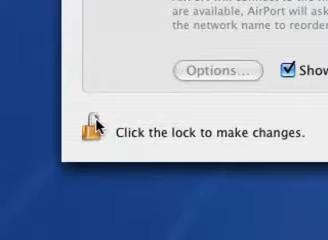 are available, AirPort will ask
the network name to reorder
Options...
Show
Click the lock to make changes.